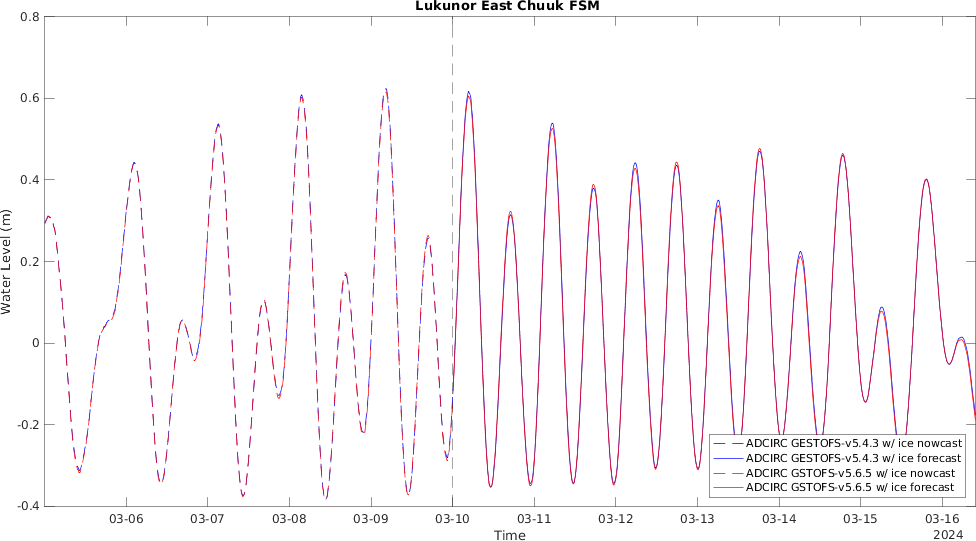 Lukunor East Chuuk FSM
0.8
0.6
0.4
0.2
0
-0.2
-0.4
Water Level (m)
03-06 03-07 03-08 03-09 03-10 03-11 03-12 03-13 03-14 03-15 03-16
2024
Time
ADCIRC GESTOFS-v5.4.3 w/ ice nowcast
ADCIRC GESTOFS-v5.4.3 w/ ice forecast
ADCIRC GSTOFS-v5.6.5 w/ ice nowcast
ADCIRC GSTOFS-v5.6.5 w/ ice forecast